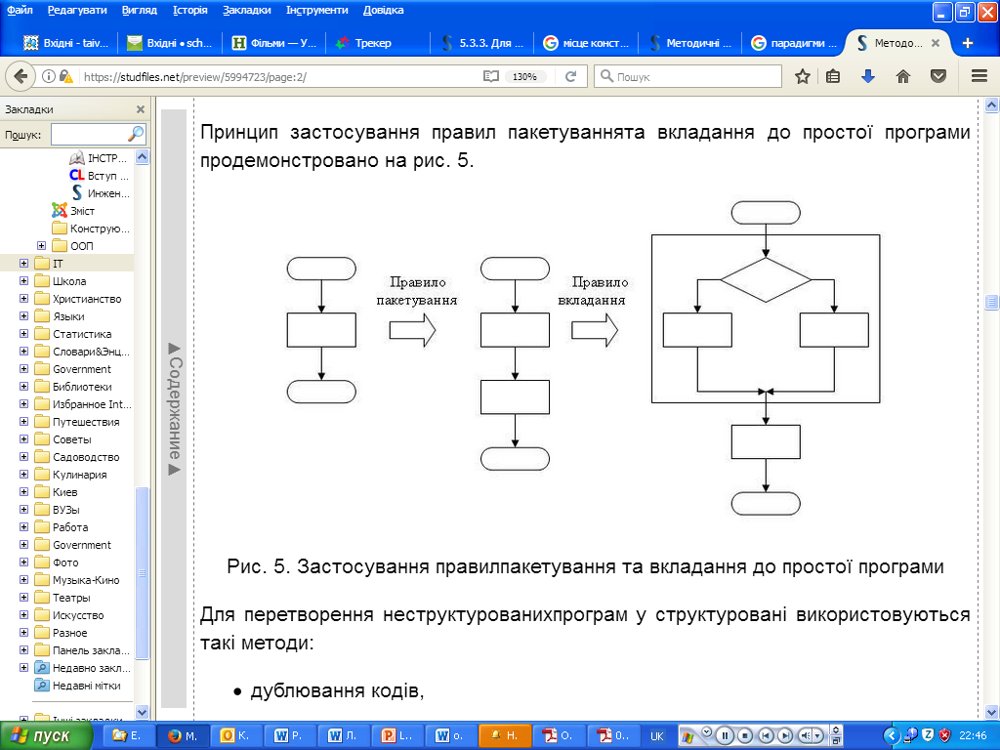 Файл Редагувати Вигляд Історія Закладки Інструменти Довідка
Вхідні - taiv... Вхідні • sch... Фільми — У... Трекер 5.3.3. Для ... місце конст... Методичні ... парадигми ... Методо...
https://studfiles.net/preview/5994723/page:2/ 130% Пошук
Закладки
Пошук:
ІНСТР...
Вступ ...
Инжен...
Зміст
Конструю...
ООП
IT
Школа
Христианство
Языки
Статистика
Словари&Энц...
Government
Библиотеки
Избранное Int...
Путешествия
Советы
Садоводство
Кулинария
Киев
ВУЗы
Работа
Government
Фото
Музыка-Кино
Театры
Искусство
Разное
Панель закла...
Недавно закл...
Недавні мітки
Інші закладки
▲Содержание▲
Принцип застосування правил пакетуваннята вкладання до простої програми
продемонстровано на рис. 5.
Правило
пакетування
Правило
вкладання
Рис. 5. Застосування правилпакетування та вкладання до простої програми
Для перетворення неструктурованихпрограм у структуровані використовуються
такі методи:
• дублювання кодів,
пуск E. М. К. Р. Л. L.. о. Н. О. 0.. UK 22:46